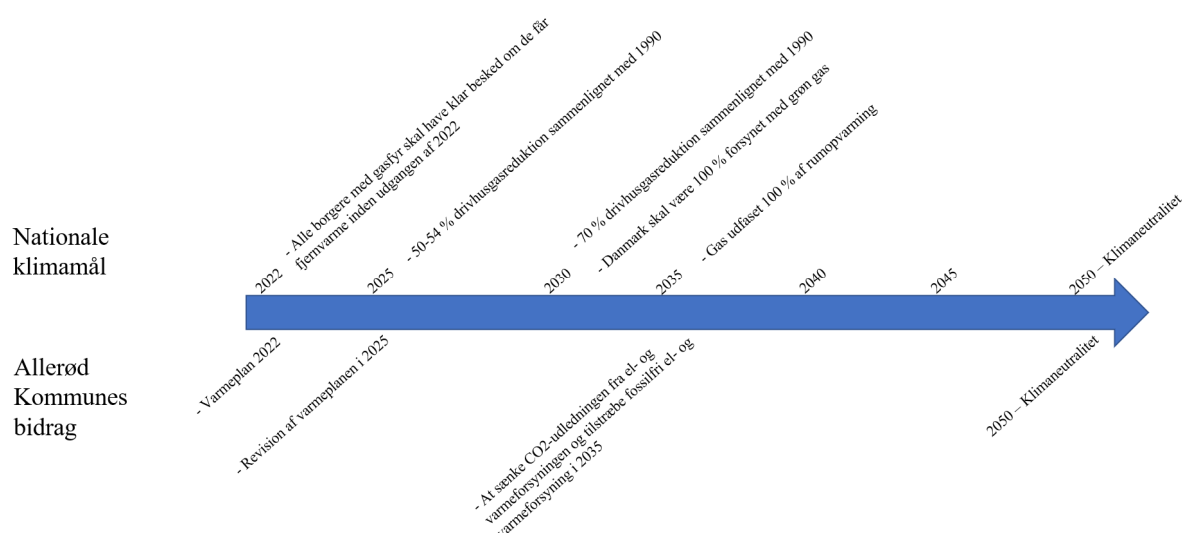 - Alle borgere med gasfyr skal have klar besked om de får
fjernvarme inden udgangen af 2022
- 50-54 % drivhusgasreduktion sammenlignet med 1990
- 70 % drivhusgasreduktion sammenlignet med 1990
- Danmark skal være 100 % forsynet med grøn gas
- Gas udfaset 100 % af rumopvarmning
Nationale
klimamål
2022
2025
2030
2035
2040
2045
2050 – Klimaneutralitet
Allerød
Kommunes
bidrag
- Varmeplan 2022
- Revision af varmeplanen i 2025
- At sænke CO2-udledningen fra el- og
varmeforsyningen og tilstræbe fossilfri el- og
varmeforsyning i 2035
2050 – Klimaneutralitet